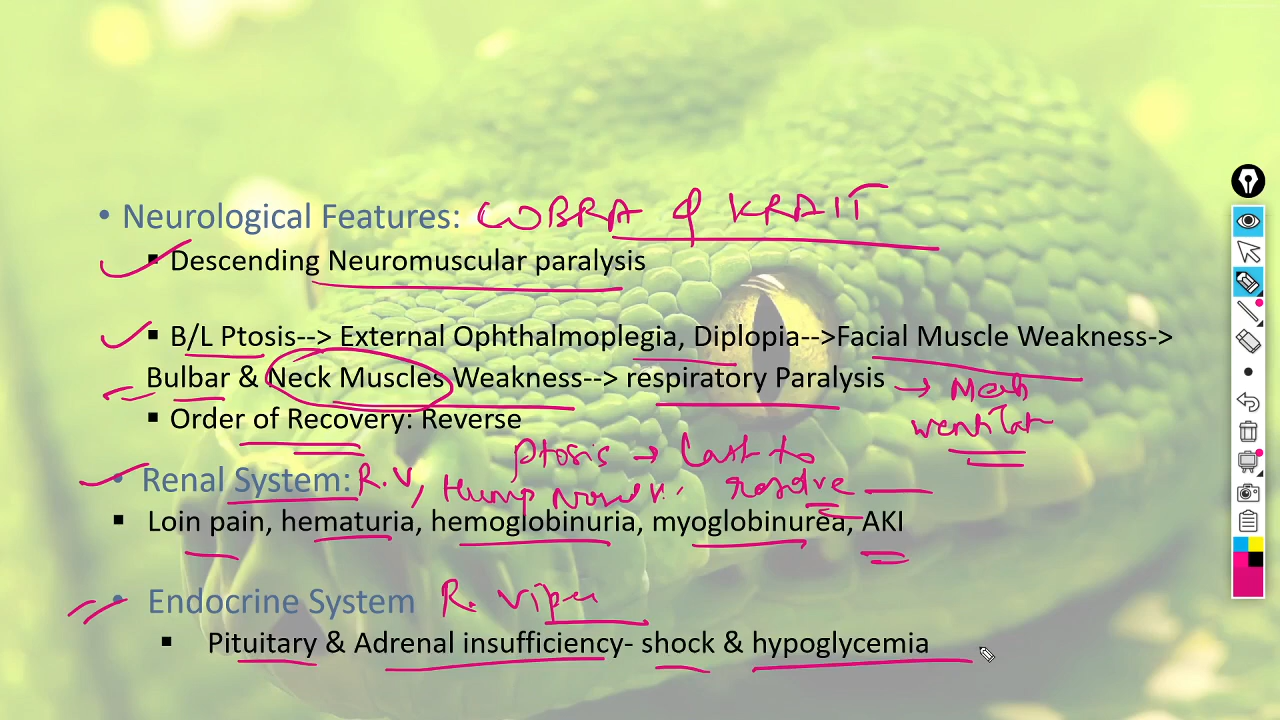 • Neurological Features: COBRA & KRAIT
▪ Descending Neuromuscular paralysis
▪ B/L Ptosis--> External Ophthalmoplegia, Diplopia-->Facial Muscle Weakness->
Bulbar & Neck Muscles Weakness--> respiratory Paralysis → Mech
ventilat
▪ Order of Recovery: Reverse
Ptosis → Last to
resolve
• Renal System: R.V, Hump Nosed V.
▪ Loin pain, hematuria, hemoglobinuria, myoglobinurea, AKI
• Endocrine System R. Viper
▪ Pituitary & Adrenal insufficiency- shock & hypoglycemia